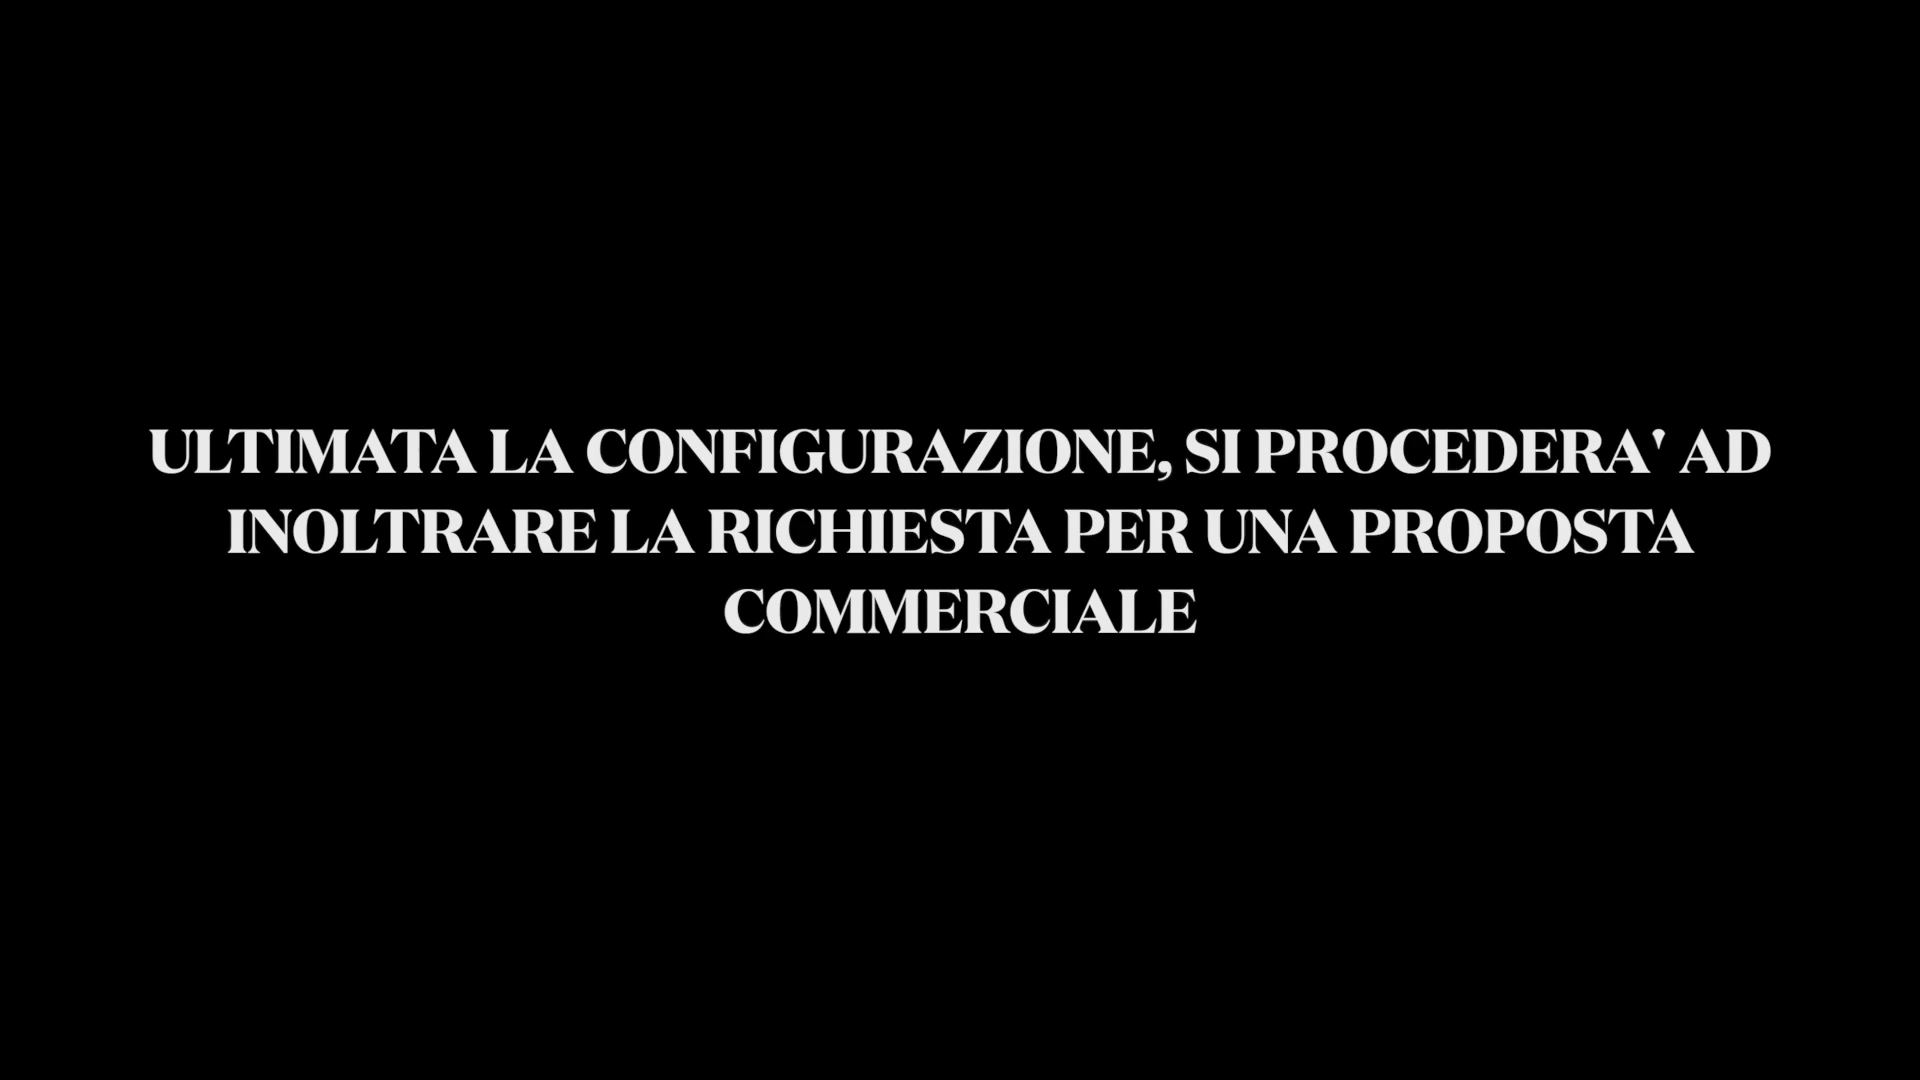 ULTIMATA LA CONFIGURAZIONE, SI PROCEDERA' AD
INOLTRARE LA RICHIESTA PER UNA PROPOSTA
COMMERCIALE